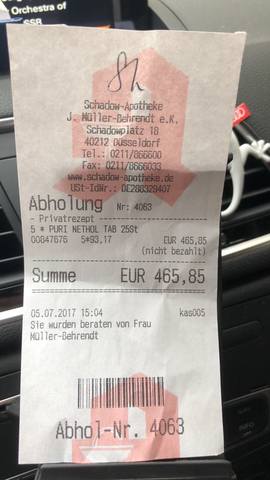 Orchestra of
SSB
Schadow-Apotheke
J. Müller-Behrendt e.K.
Schadowplatz 18
40212 Düsseldorf
Tel.: 0211/866600
Fax: 0211/8666033
www.schadow-apotheke.de
USt-IdNr.: DE288329407
Abholung Nr: 4063
- Privatrezept -
5 * PURI NETHOL TAB 25St
00847676 5*93,17 EUR 465,85
(nicht bezahlt)
Summe EUR 465,85
05.07.2017 15:04 kas005
Sie wurden beraten von Frau
Müller-Behrendt
Abhol-Nr. 4063
INFO